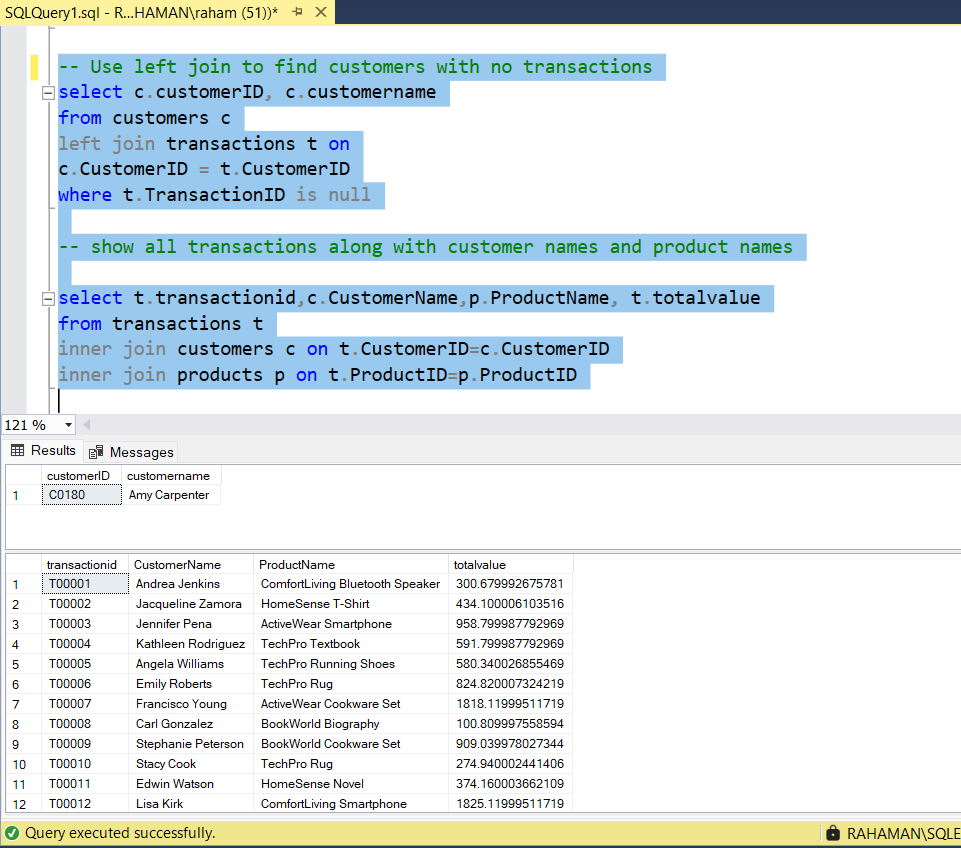 SQLQuery1.sql - R...HAMAN\raham (51))*
-- Use left join to find customers with no transactions
select c.customerID, c.customername
from customers c
left join transactions t on
c.CustomerID = t.CustomerID
where t.TransactionID is null
-- show all transactions along with customer names and product names
select t.transactionid,c.CustomerName,p.ProductName, t.totalvalue
from transactions t
inner join customers c on t.CustomerID=c.CustomerID
inner join products p on t.ProductID=p.ProductID
121 %
Results Messages
customerID customername
1 C0180 Amy Carpenter
transactionid CustomerName ProductName totalvalue
1 T00001 Andrea Jenkins ComfortLiving Bluetooth Speaker 300.679992675781
2 T00002 Jacqueline Zamora HomeSense T-Shirt 434.100006103516
3 T00003 Jennifer Pena ActiveWear Smartphone 958.799987792969
4 T00004 Kathleen Rodriguez TechPro Textbook 591.799987792969
5 T00005 Angela Williams TechPro Running Shoes 580.340026855469
6 T00006 Emily Roberts TechPro Rug 824.820007324219
7 T00007 Francisco Young ActiveWear Cookware Set 1818.11999511719
8 T00008 Carl Gonzalez BookWorld Biography 100.809997558594
9 T00009 Stephanie Peterson BookWorld Cookware Set 909.039978027344
10 T00010 Stacy Cook TechPro Rug 274.940002441406
11 T00011 Edwin Watson HomeSense Novel 374.160003662109
12 T00012 Lisa Kirk ComfortLiving Smartphone 1825.11999511719
Query executed successfully. RAHAMAN\SQLE